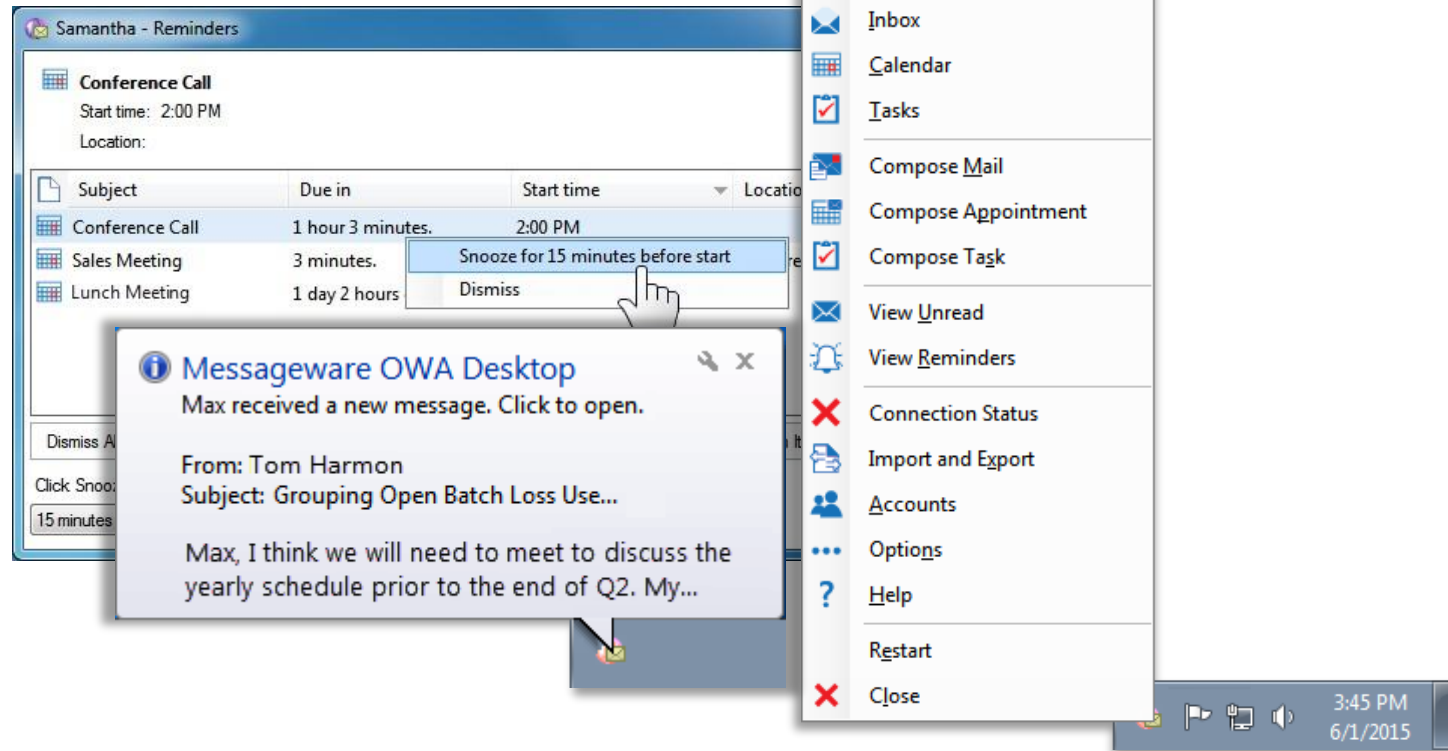 Samantha - Reminders
Conference Call
Start time: 2:00 PM
Location:
Subject Due in Start time
Conference Call 1 hour 3 minutes. 2:00 PM
Sales Meeting 3 minutes.
Lunch Meeting 1 day 2 hours
Snooze for 15 minutes before start
Dismiss
Dismiss
Click
15 minutes
Messageware OWA Desktop
Max received a new message. Click to open.
From: Tom Harmon
Subject: Grouping Open Batch Loss Use...
Max, I think we will need to meet to discuss the
yearly schedule prior to the end of Q2. My...
Inbox
Calendar
Tasks
Compose Mail
Compose Appointment
Compose Task
View Unread
View Reminders
Connection Status
Import and Export
Accounts
Options
Help
Restart
Close
3:45 PM
6/1/2015